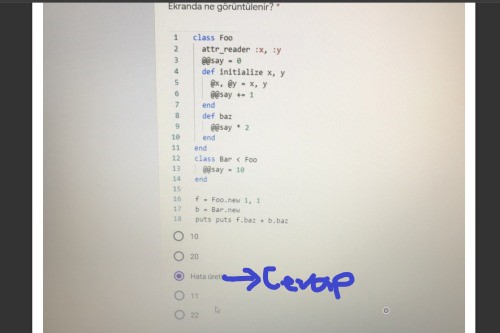 Ekranda ne görüntülenir? *
1 class Foo
2 attr_reader :x, :y
3 @@say = 0
4 def initialize x, y
5 @x, @y = x, y
6 @@say += 1
7 end
8 def baz
9 @@say * 2
10 end
11 end
12 class Bar < Foo
13 @@say = 10
14 end
15
16 f = Foo.new 1, 1
17 b = Bar.new
18 puts puts f.baz + b.baz
10
20
Hata üretir → Cevap
11
22